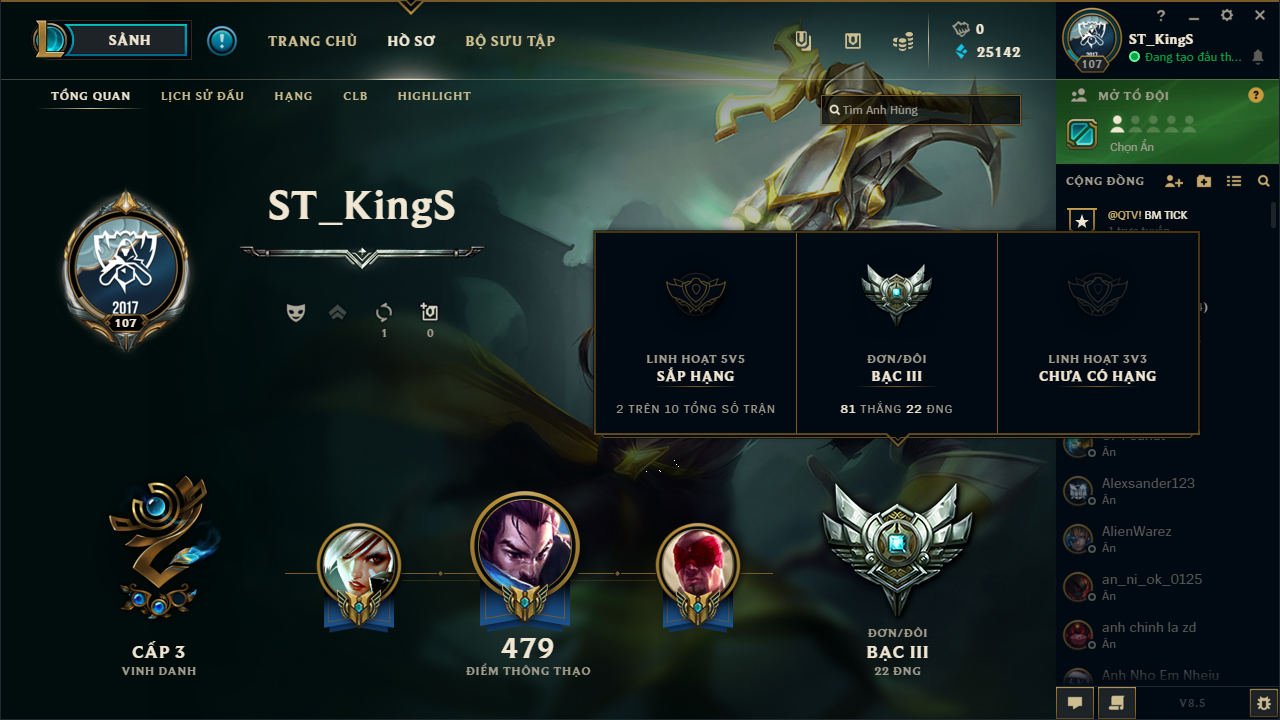 SẢNH
TRANG CHỦ
HỒ SƠ
BỘ SƯU TẬP
0
25142
?
ST_KingS
Đang tạo đấu th...
107
TỔNG QUAN
LỊCH SỬ ĐẤU
HẠNG
CLB
HIGHLIGHT
Tìm Anh Hùng
MỞ TỔ ĐỘI
?
Chọn Ẩn
CỘNG ĐỒNG
@QTV! BM TICK
1 trực tuyến
ST_KingS
2017
107
1
0
LINH HOẠT 5V5
SẮP HẠNG
2 TRÊN 10 TỔNG SỐ TRẬN
ĐƠN/ĐÔI
BẠC III
81 THẮNG 22 ĐNG
LINH HOẠT 3V3
CHƯA CÓ HẠNG
Ẩn
Alexsander123
Ẩn
AlienWarez
Ẩn
an_ni_ok_0125
Ẩn
anh chinh la zd
Ẩn
Anh Nho Em Nheiu
CẤP 3
VINH DANH
479
ĐIỂM THÔNG THẠO
ĐƠN/ĐÔI
BẠC III
22 ĐNG
V8.5